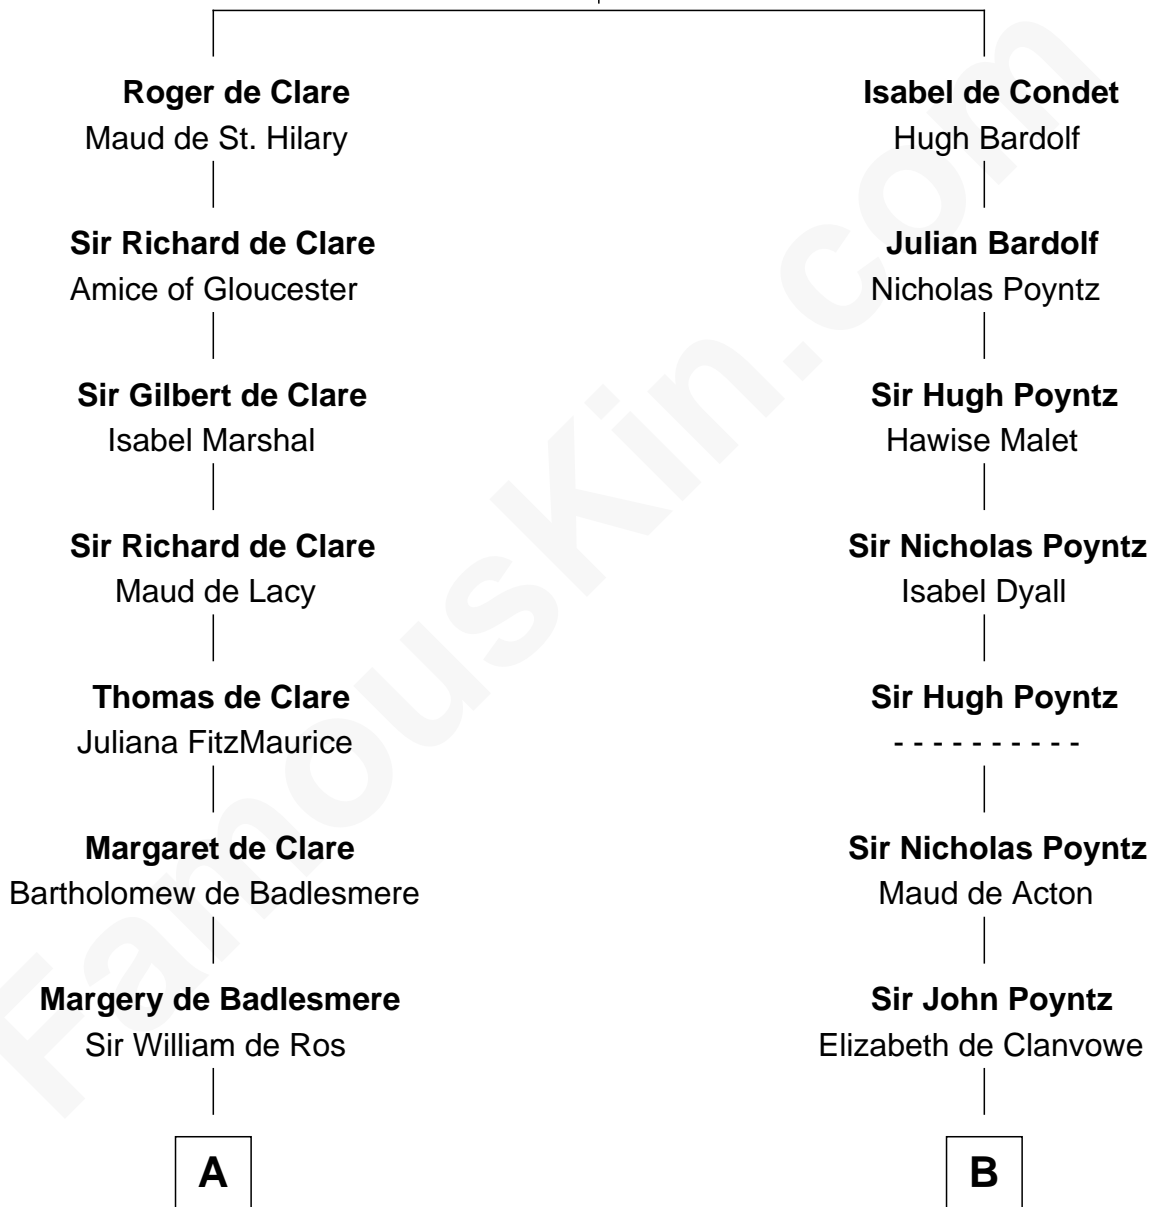 Roger de Clare
Maud de St. Hilary
Sir Richard de Clare
Amice of Gloucester
Sir Gilbert de Clare
Isabel Marshal
Sir Richard de Clare
Maud de Lacy
Thomas de Clare
Juliana FitzMaurice
Margaret de Clare
Bartholomew de Badlesmere
Margery de Badlesmere
Sir William de Ros
A
Isabel de Condet
Hugh Bardolf
Julian Bardolf
Nicholas Poyntz
Sir Hugh Poyntz
Hawise Malet
Sir Nicholas Poyntz
Isabel Dyall
Sir Hugh Poyntz
- - - - - - - - - -
Sir Nicholas Poyntz
Maud de Acton
Sir John Poyntz
Elizabeth de Clanvowe
B
FamousKin.com